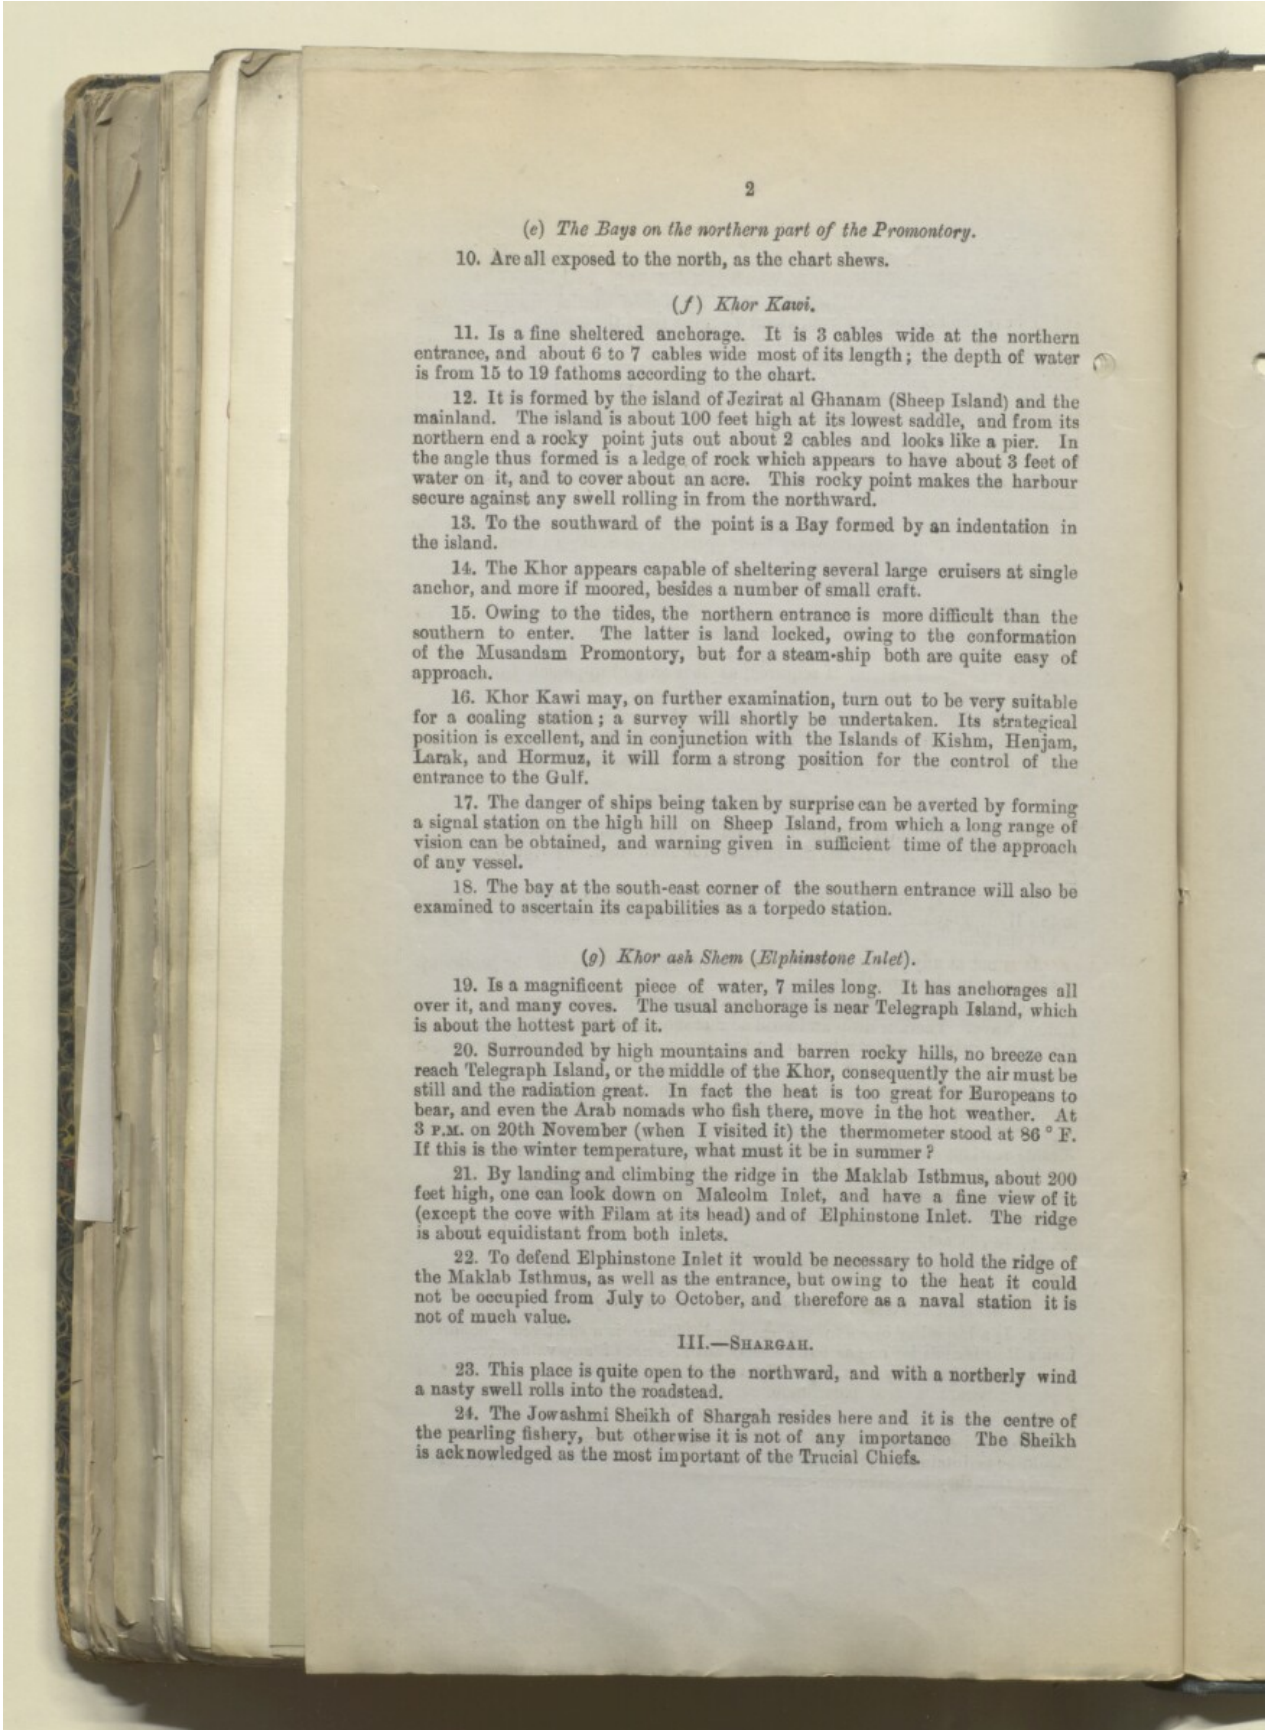 2
(e) The Bays on the northern part of the Promontory.
10. Are all exposed to the north, as the chart shews.
(f) Khor Kawi.
11. Is a fine sheltered anchorage. It is 3 cables wide at the northern
entrance, and about 6 to 7 cables wide most of its length; the depth of water
is from 15 to 19 fathoms according to the chart.
12. It is formed by the island of Jezirat al Ghanam (Sheep Island) and the
mainland. The island is about 100 feet high at its lowest saddle, and from its
northern end a rocky point juts out about 2 cables and looks like a pier. In
the angle thus formed is a ledge of rock which appears to have about 3 feet of
water on it, and to cover about an acre. This rocky point makes the harbour
secure against any swell rolling in from the northward.
13. To the southward of the point is a Bay formed by an indentation in
the island.
14. The Khor appears capable of sheltering several large cruisers at single
anchor, and more if moored, besides a number of small craft.
15. Owing to the tides, the northern entrance is more difficult than the
southern to enter. The latter is land locked, owing to the conformation
of the Musandam Promontory, but for a steam-ship both are quite easy of
approach.
16. Khor Kawi may, on further examination, turn out to be very suitable
for a coaling station; a survey will shortly be undertaken. Its strategical
position is excellent, and in conjunction with the Islands of Kishm, Henjam,
Larak, and Hormuz, it will form a strong position for the control of the
entrance to the Gulf.
17. The danger of ships being taken by surprise can be averted by forming
a signal station on the high hill on Sheep Island, from which a long range of
vision can be obtained, and warning given in sufficient time of the approach
of any vessel.
18. The bay at the south-east corner of the southern entrance will also be
examined to ascertain its capabilities as a torpedo station.
(g) Khor ash Shem (Elphinstone Inlet).
19. Is a magnificent piece of water, 7 miles long. It has anchorages all
over it, and many coves. The usual anchorage is near Telegraph Island, which
is about the hottest part of it.
20. Surrounded by high mountains and barren rocky hills, no breeze can
reach Telegraph Island, or the middle of the Khor, consequently the air must be
still and the radiation great. In fact the heat is too great for Europeans to
bear, and even the Arab nomads who fish there, move in the hot weather. At
3 P.M. on 20th November (when I visited it) the thermometer stood at 86° F.
If this is the winter temperature, what must it be in summer?
21. By landing and climbing the ridge in the Maklab Isthmus, about 200
feet high, one can look down on Malcolm Inlet, and have a fine view of it
(except the cove with Filam at its head) and of Elphinstone Inlet. The ridge
is about equidistant from both inlets.
22. To defend Elphinstone Inlet it would be necessary to hold the ridge of
the Maklab Isthmus, as well as the entrance, but owing to the heat it could
not be occupied from July to October, and therefore as a naval station it is
not of much value.
III.—SHARGAH.
23. This place is quite open to the northward, and with a northerly wind
a nasty swell rolls into the roadstead.
24. The Jowashmi Sheikh of Shargah resides here and it is the centre of
the pearling fishery, but otherwise it is not of any importance The Sheikh
is acknowledged as the most important of the Trucial Chiefs.